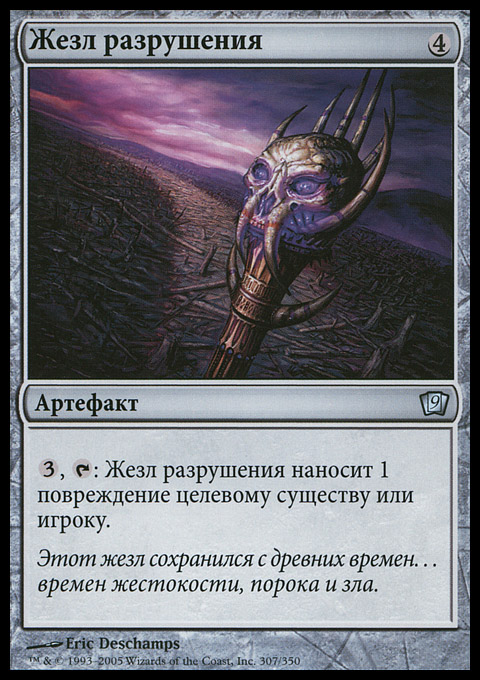 Жезл разрушения 4
Артефакт 9
3, : Жезл разрушения наносит 1
повреждение целевому существу или
игроку.
Этот жезл сохранился с древних времен. . .
времен жестокости, порока и зла.
Eric Deschamps
™ & © 1993–2005 Wizards of the Coast, Inc. 307/350